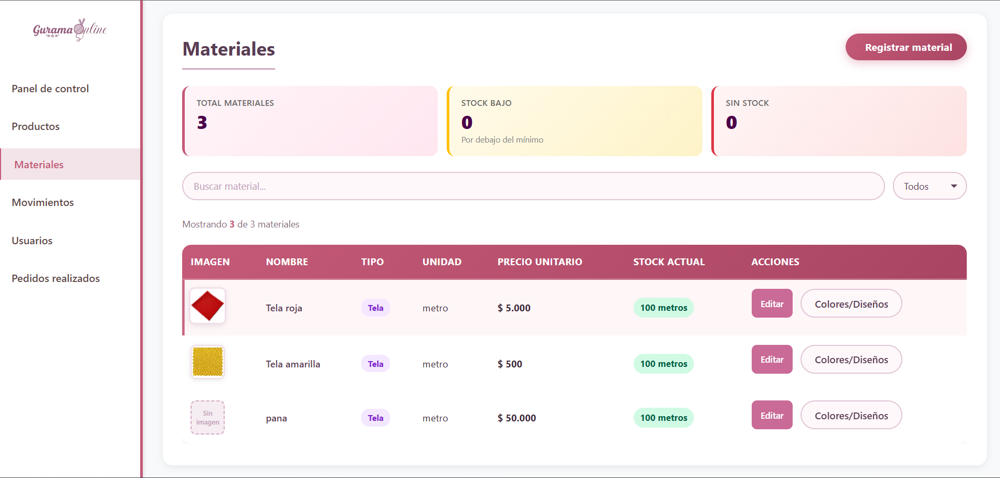 Gurama Online
Panel de control
Productos
Materiales
Movimientos
Usuarios
Pedidos realizados
Materiales
Registrar material
TOTAL MATERIALES
3
STOCK BAJO
0
Por debajo del mínimo
SIN STOCK
0
Buscar material...
Todos
Mostrando 3 de 3 materiales
IMAGEN NOMBRE TIPO UNIDAD PRECIO UNITARIO STOCK ACTUAL ACCIONES
Tela roja Tela metro $ 5.000 100 metros Editar Colores/Diseños
Tela amarilla Tela metro $ 500 100 metros Editar Colores/Diseños
Sin
imagen
pana Tela metro $ 50.000 100 metros Editar Colores/Diseños